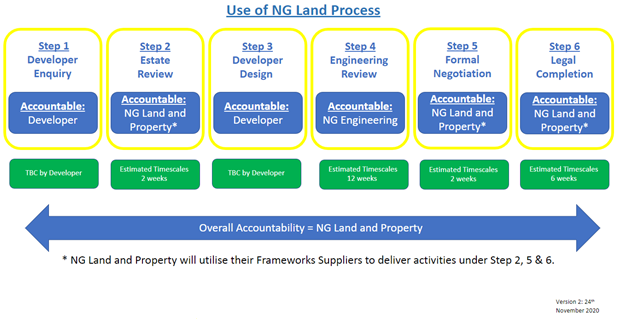 Use of NG Land Process
Step 1
Developer
Enquiry
Accountable:
Developer
TBC by Developer
Step 2
Estate
Review
Accountable:
NG Land and
Property*
Estimated Timescales
2 weeks
Step 3
Developer
Design
Accountable:
Developer
TBC by Developer
Step 4
Engineering
Review
Accountable:
NG Engineering
Estimated Timescales
12 weeks
Step 5
Formal
Negotiation
Accountable:
NG Land and
Property*
Estimated Timescales
2 weeks
Step 6
Legal
Completion
Accountable:
NG Land and
Property*
Estimated Timescales
6 weeks
Overall Accountability = NG Land and Property
* NG Land and Property will utilise their Frameworks Suppliers to deliver activities under Step 2, 5 & 6.
Version 2: 24th
November 2020